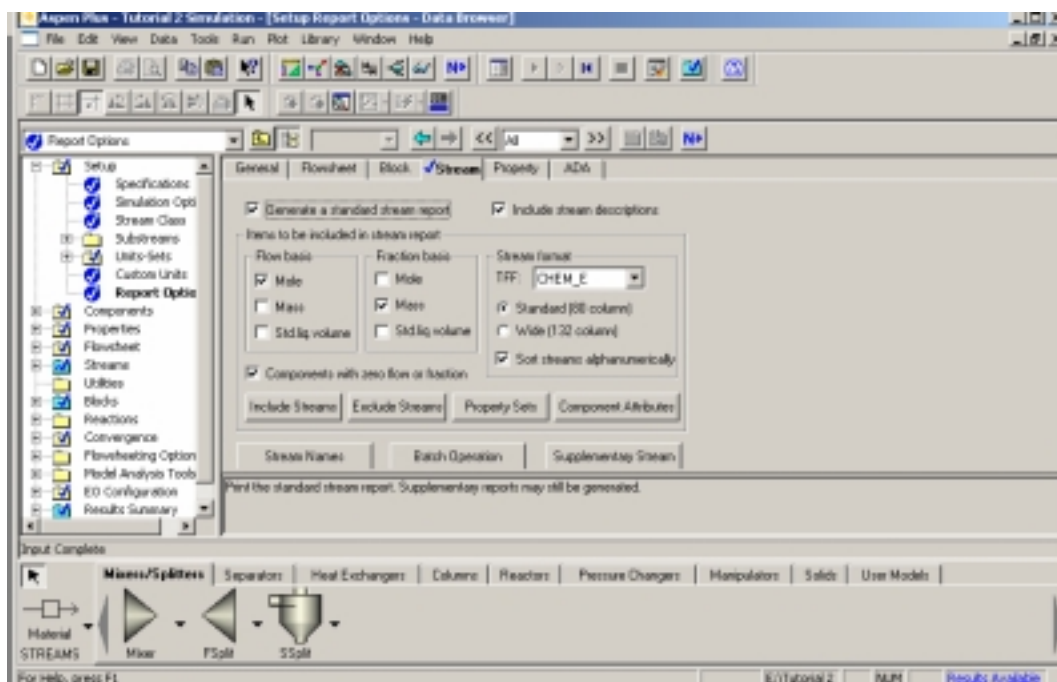 Aspen Plus - Tutorial 2 Simulation - [Setup Report Options - Data Browser]
File Edit View Data Tools Run Plot Library Window Help
Report Options
All
Setup
Specifications
Simulation Opti
Stream Class
Substreams
Units-Sets
Custom Units
Report Optio
Components
Properties
Flowsheet
Streams
Utilities
Blocks
Reactions
Convergence
Flowsheeting Option
Model Analysis Tools
EO Configuration
Results Summary
General Flowsheet Block Stream Property ADA
Generate a standard stream report Include stream descriptions
Items to be included in stream report
Flow basis
Mole
Mass
Std.liq.volume
Fraction basis
Mole
Mass
Std.liq.volume
Stream format
TFF: CHEM_E
Standard (80 column)
Wide (132 column)
Sort streams alphanumerically
Components with zero flow or fraction
Include Streams Exclude Streams Property Sets Component Attributes
Stream Names Batch Operation Supplementary Stream
Print the standard stream report. Supplementary reports may still be generated.
Input Complete
Mixers/Splitters Separators Heat Exchangers Columns Reactors Pressure Changers Manipulators Solids User Models
Material
STREAMS Mixer FSplit SSplit
For Help, press F1 E:\Tutorial 2 NUM Results Available